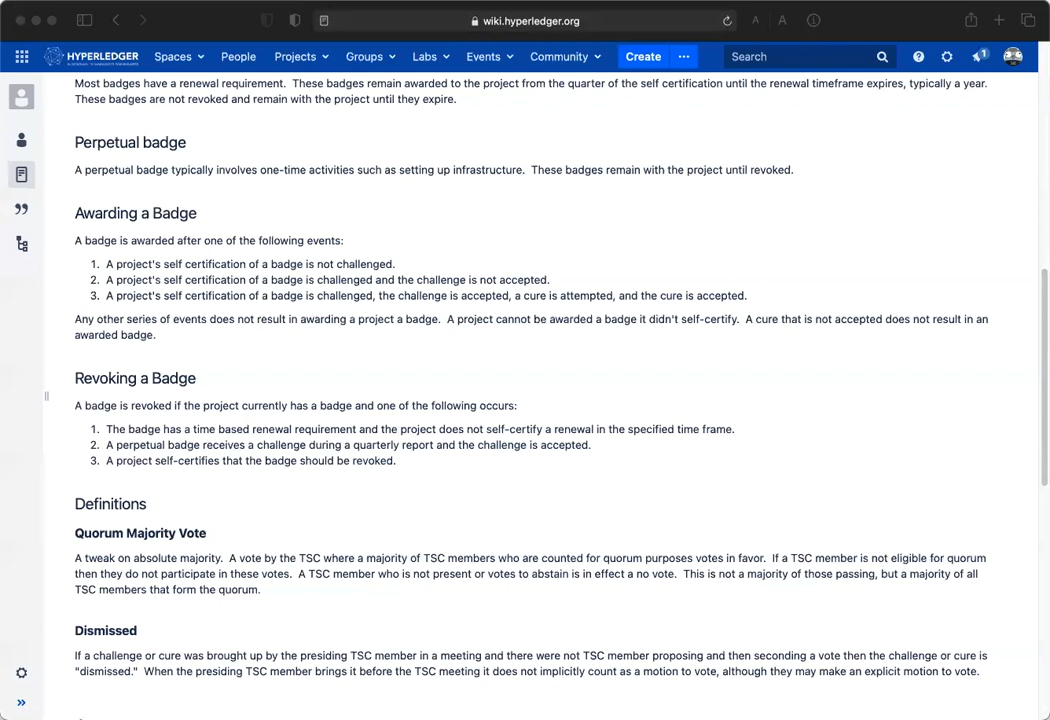 wiki.hyperledger.org
A A
HYPERLEDGER Spaces People Projects Groups Labs Events Community Create ··· Search 1
Most badges have a renewal requirement. These badges remain awarded to the project from the quarter of the self certification until the renewal timeframe expires, typically a year.
These badges are not revoked and remain with the project until they expire.
Perpetual badge
A perpetual badge typically involves one-time activities such as setting up infrastructure. These badges remain with the project until revoked.
Awarding a Badge
A badge is awarded after one of the following events:
1. A project's self certification of a badge is not challenged.
2. A project's self certification of a badge is challenged and the challenge is not accepted.
3. A project's self certification of a badge is challenged, the challenge is accepted, a cure is attempted, and the cure is accepted.
Any other series of events does not result in awarding a project a badge. A project cannot be awarded a badge it didn't self-certify. A cure that is not accepted does not result in an
awarded badge.
Revoking a Badge
A badge is revoked if the project currently has a badge and one of the following occurs:
1. The badge has a time based renewal requirement and the project does not self-certify a renewal in the specified time frame.
2. A perpetual badge receives a challenge during a quarterly report and the challenge is accepted.
3. A project self-certifies that the badge should be revoked.
Definitions
Quorum Majority Vote
A tweak on absolute majority. A vote by the TSC where a majority of TSC members who are counted for quorum purposes votes in favor. If a TSC member is not eligible for quorum
then they do not participate in these votes. A TSC member who is not present or votes to abstain is in effect a no vote. This is not a majority of those passing, but a majority of all
TSC members that form the quorum.
Dismissed
If a challenge or cure was brought up by the presiding TSC member in a meeting and there were not TSC member proposing and then seconding a vote then the challenge or cure is
"dismissed." When the presiding TSC member brings it before the TSC meeting it does not implicitly count as a motion to vote, although they may make an explicit motion to vote.